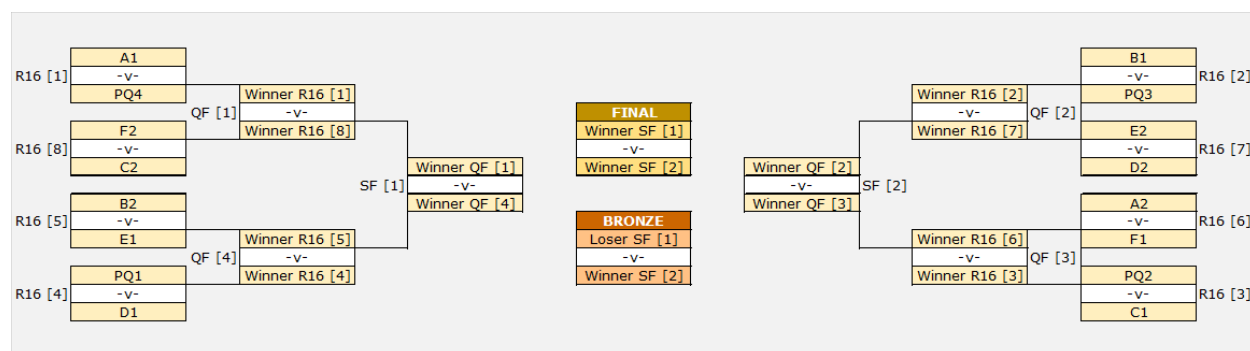 A1
R16 [1]
-v-
PQ4
QF [1]
Winner R16 [1]
-v-
Winner R16 [8]
F2
R16 [8]
-v-
C2
SF [1]
Winner QF [1]
-v-
Winner QF [4]
B2
R16 [5]
-v-
E1
QF [4]
Winner R16 [5]
-v-
Winner R16 [4]
PQ1
R16 [4]
-v-
D1
FINAL
Winner SF [1]
-v-
Winner SF [2]
BRONZE
Loser SF [1]
-v-
Winner SF [2]
B1
-v-
R16 [2]
PQ3
Winner R16 [2]
-v-
QF [2]
Winner R16 [7]
E2
-v-
R16 [7]
D2
Winner QF [2]
-v-
SF [2]
Winner QF [3]
A2
-v-
R16 [6]
F1
Winner R16 [6]
-v-
QF [3]
Winner R16 [3]
PQ2
-v-
R16 [3]
C1